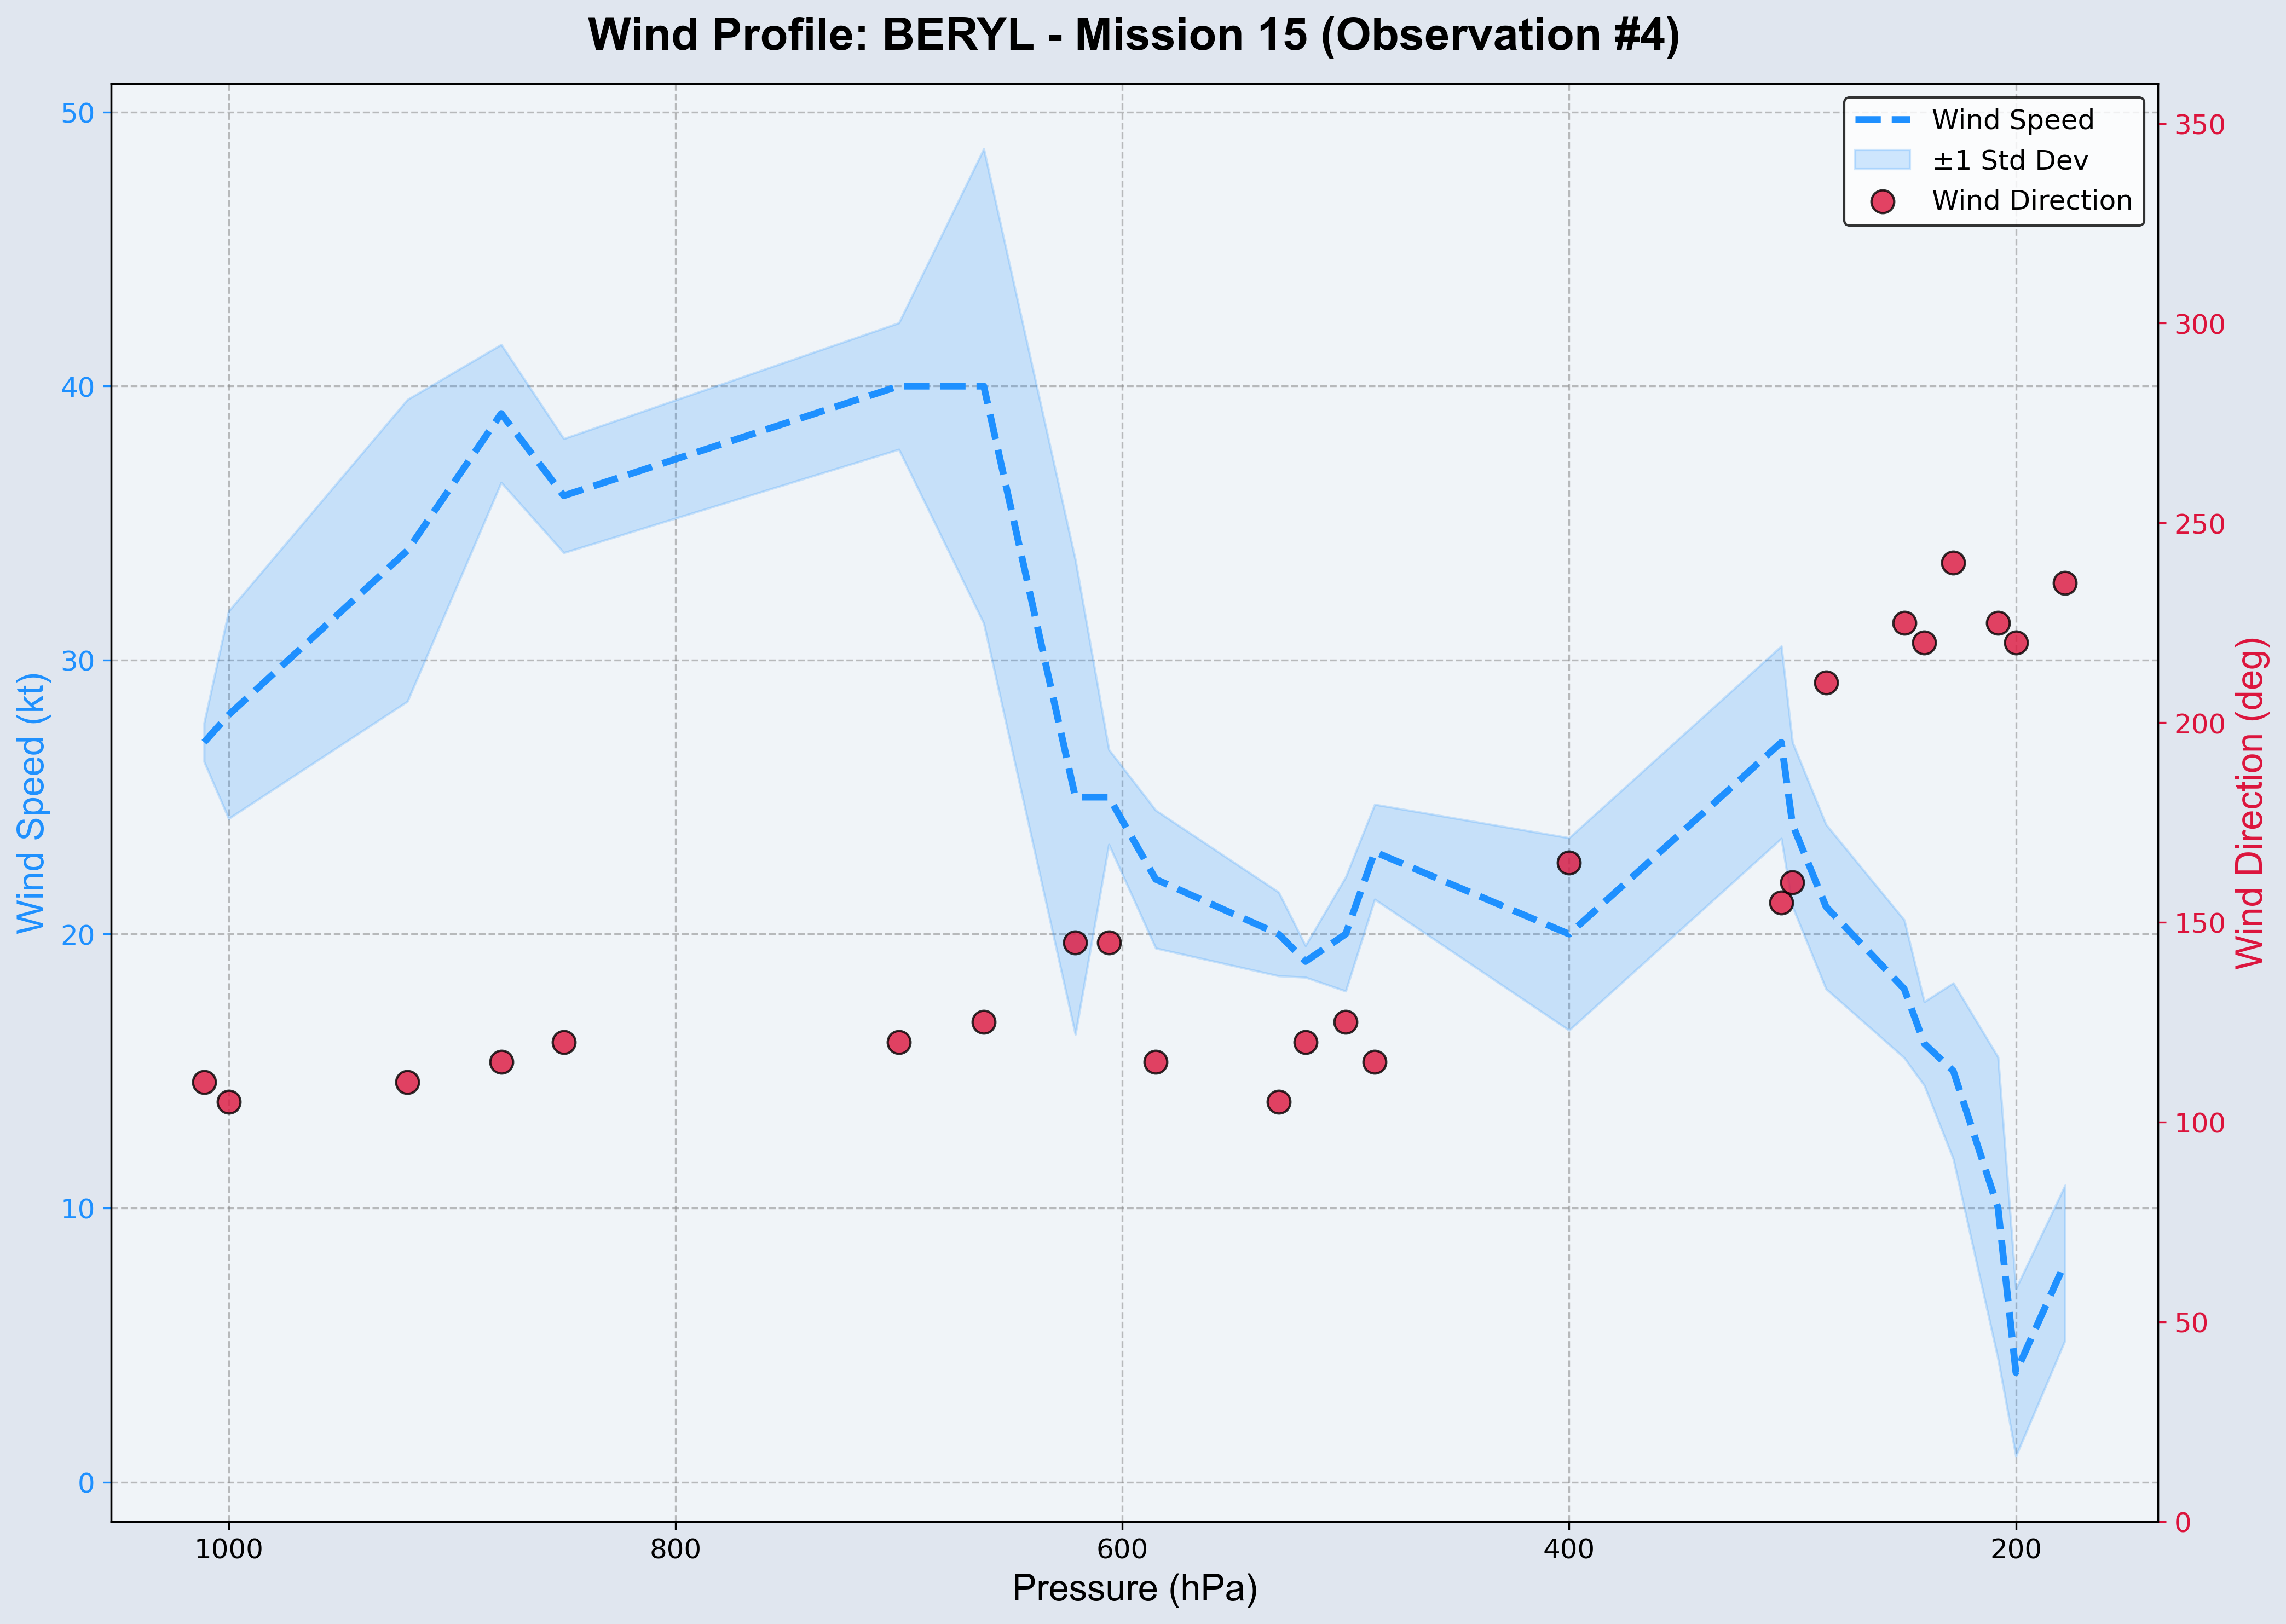 Wind Profile: BERYL - Mission 15 (Observation #4)
Wind Speed
±1 Std Dev
Wind Direction
Wind Speed (kt)
50
40
30
20
10
0
Wind Direction (deg)
350
300
250
200
150
100
50
0
1000 800 600 400 200
Pressure (hPa)